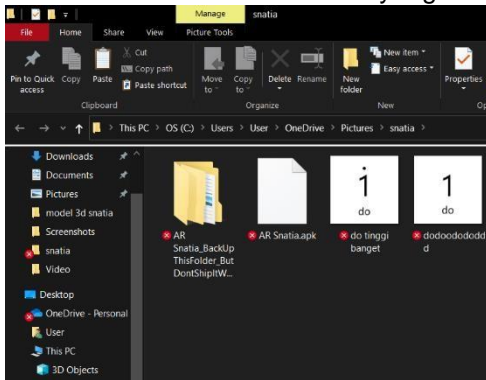 Manage snatia
File Home Share View Picture Tools
Pin to Quick access
Copy
Paste
Cut
Copy path
Paste shortcut
Move to
Copy to
Delete
Rename
New folder
New item
Easy access
Properties
Clipboard Organize New
This PC > OS (C:) > Users > User > OneDrive > Pictures > snatia >
Downloads
Documents
Pictures
model 3d snatia
Screenshots
snatia
Video
Desktop
OneDrive - Personal
User
This PC
3D Objects
AR
Snatia_BackUp
ThisFolder_But
DontShipItW...
AR Snatia.apk
1
do
do tinggi
banget
1
do
dodoodododd
d